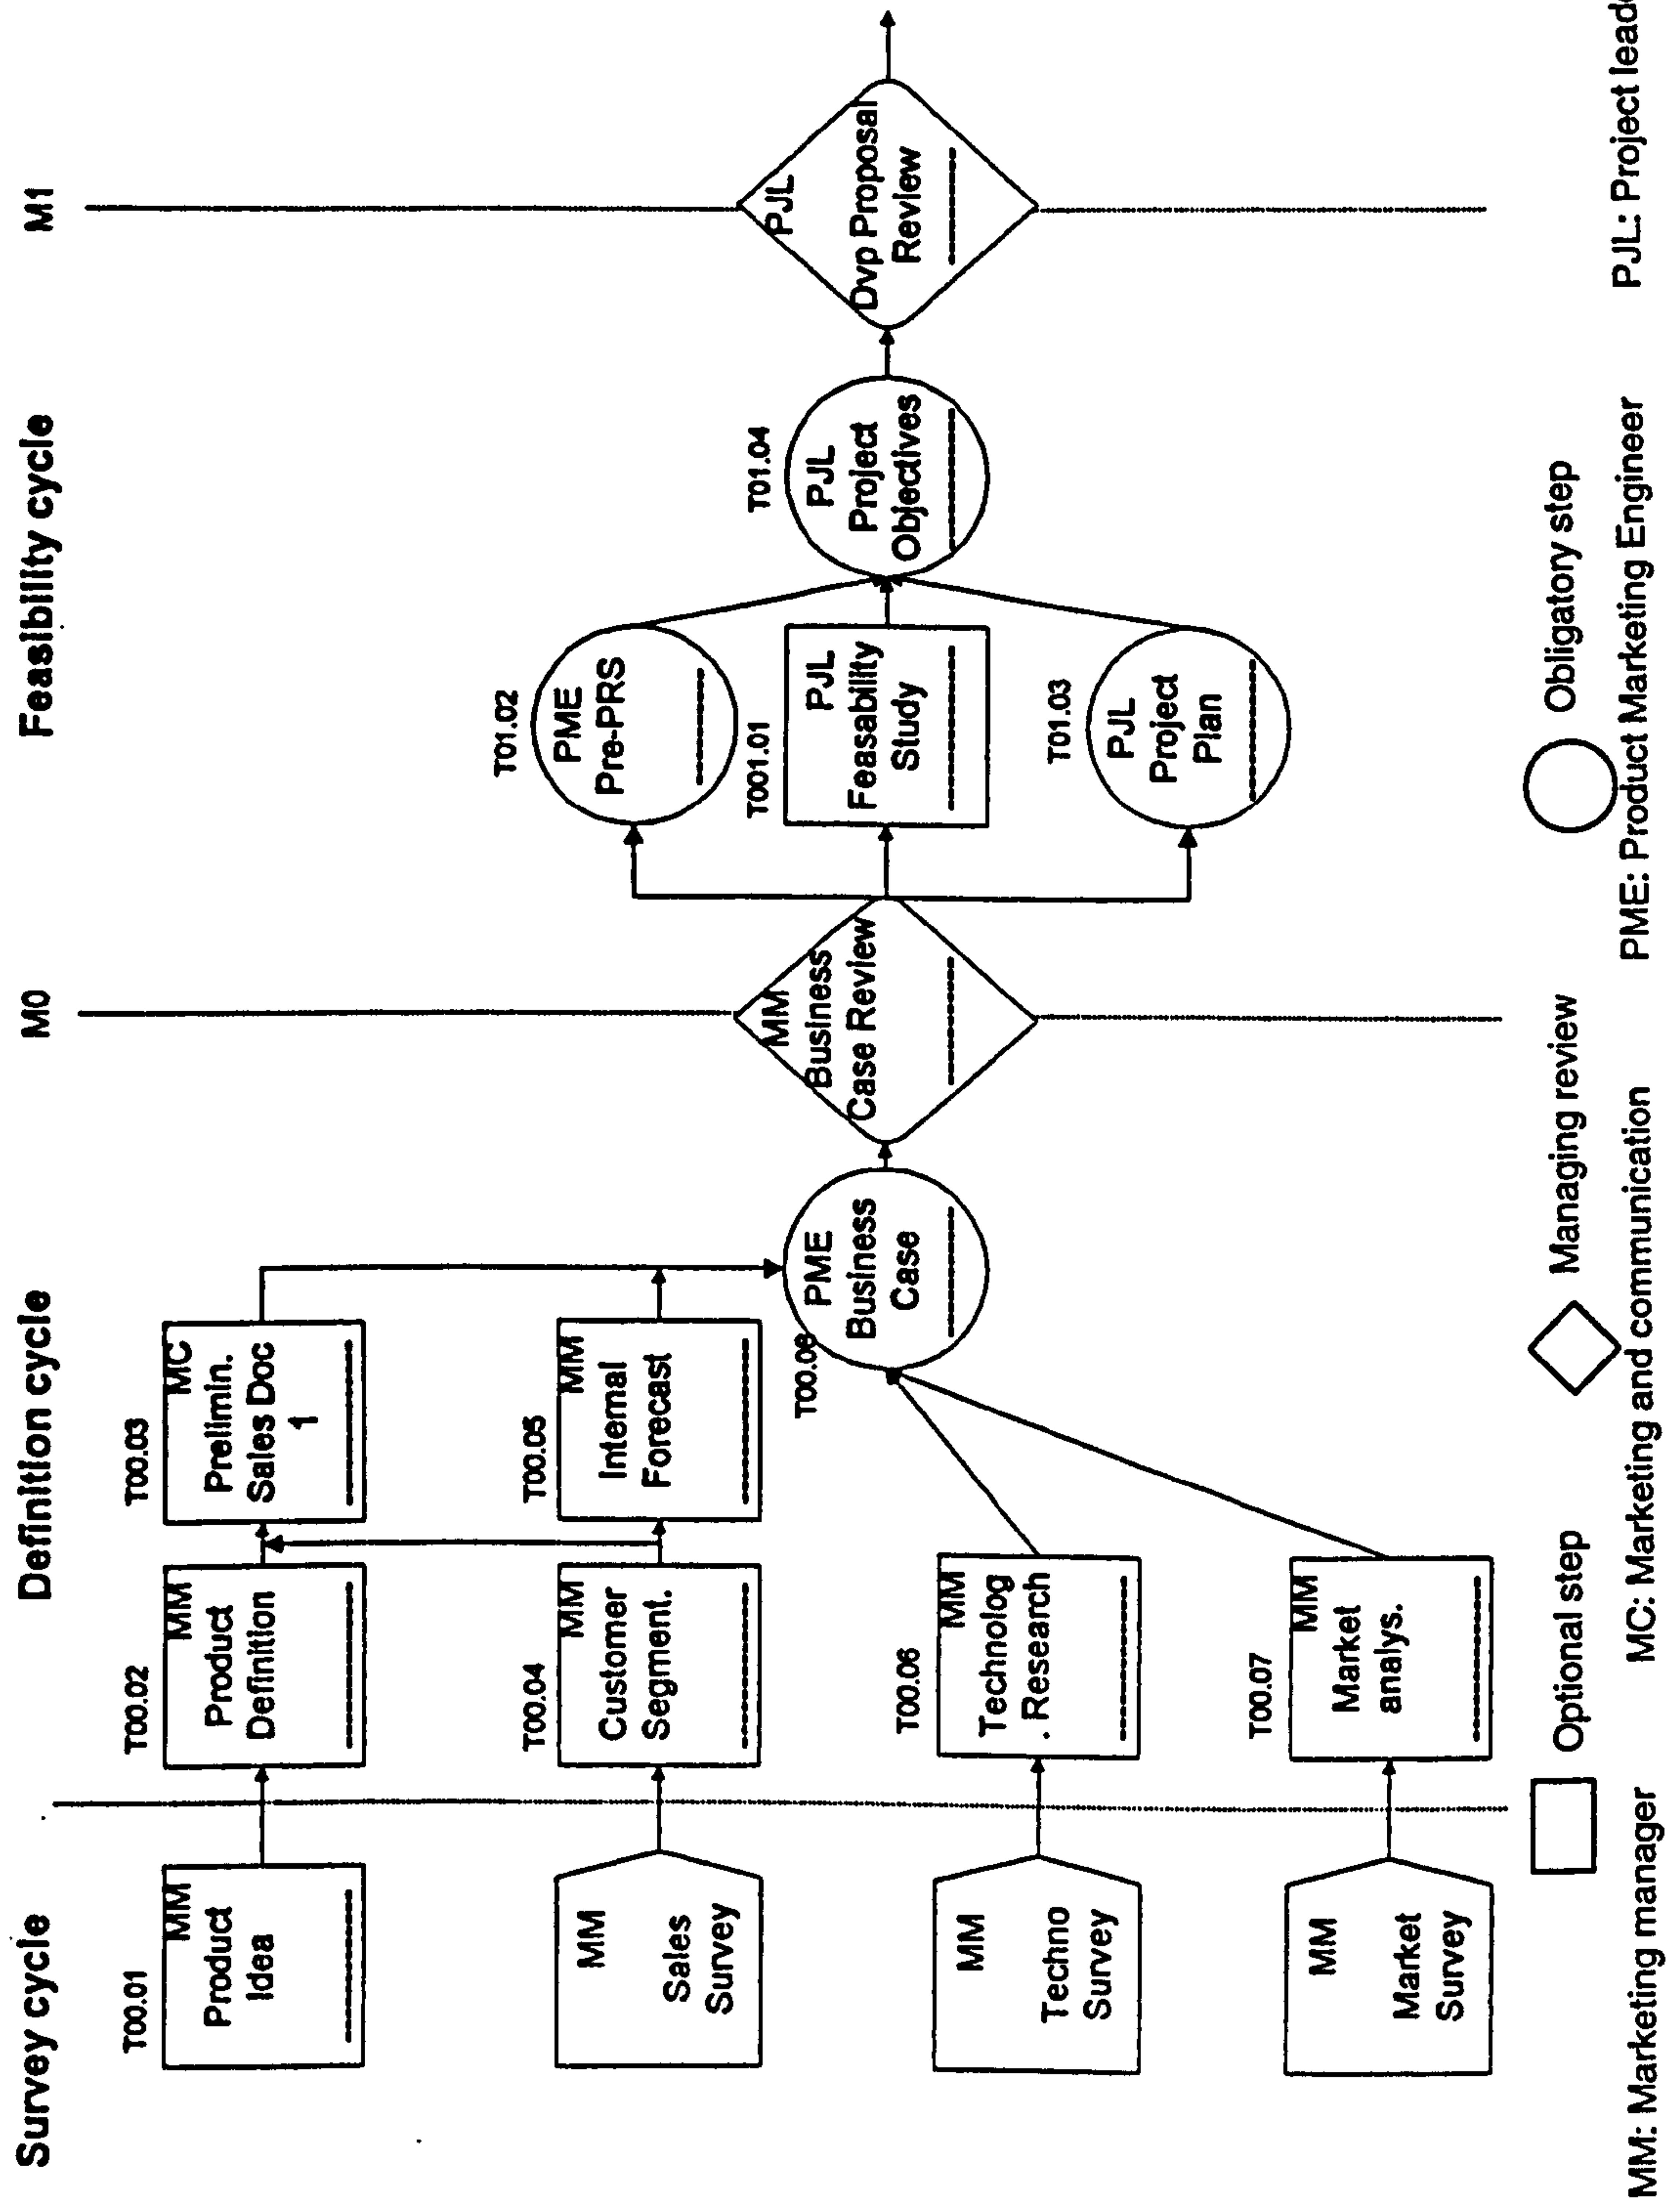 Survey cycle
Definition cycle
Feasibility cycle
M0
M1
T00.01
MM
Product
Idea
MM
Sales
Survey
MM
Techno
Survey
MM
Market
Survey
T00.02
MM
Product
Definition
T00.04
MM
Customer
Segment.
T00.06
MM
Technolog
. Research
T00.07
MM
Market
analys.
T00.03
MC
Prelimin.
Sales Doc
1
T00.05
MM
Internal
Forecast
T00.08
PME
Business
Case
MM
Business
Case Review
T01.02
PME
Pre-PRS
T001.01
PJL
Feasability
Study
T01.03
PJL
Project
Plan
T01.04
PJL
Project
Objectives
PJL
Dvp Proposal
Review
Optional step
Managing review
Obligatory step
MM: Marketing manager
MC: Marketing and communication
PME: Product Marketing Engineer
PJL: Project